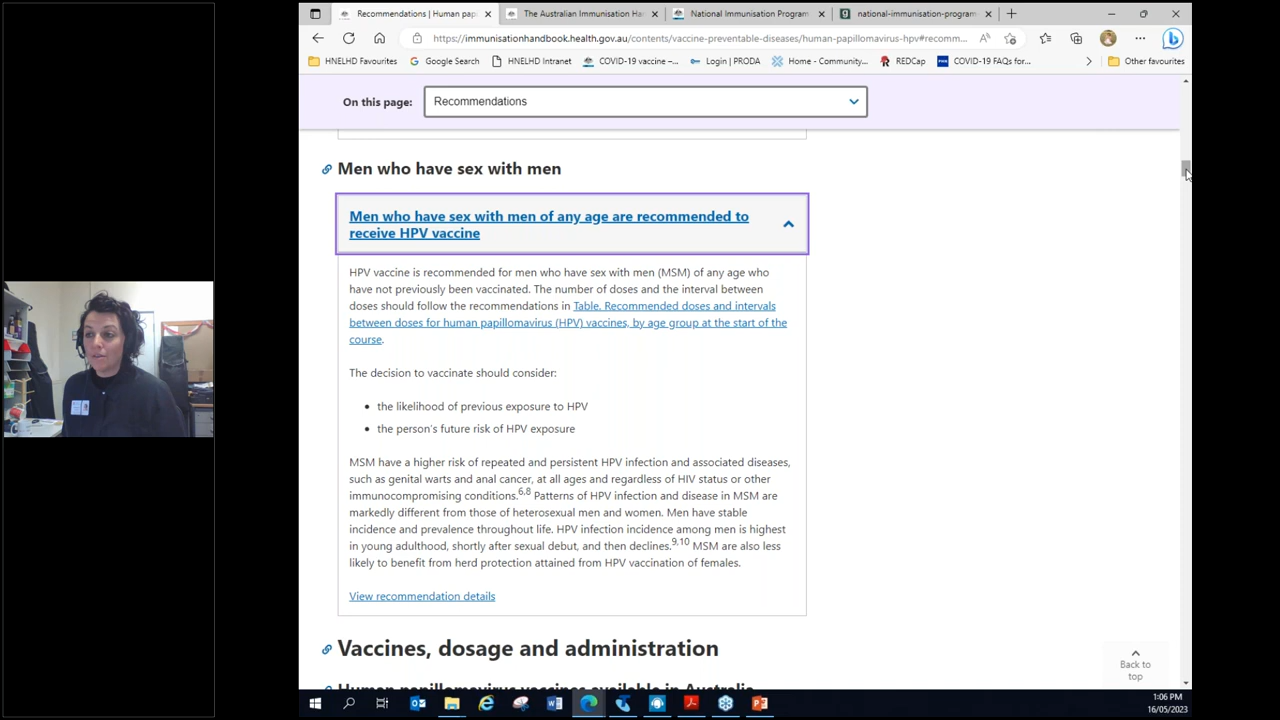 Recommendations | Human pap
The Australian Immunisation Ha
National Immunisation Program
national-immunisation-program
https://immunisationhandbook.health.gov.au/contents/vaccine-preventable-diseases/human-papillomavirus-hpv#recomm...
HNELHD Favourites
Google Search
HNELHD Intranet
COVID-19 vaccine –...
Login | PRODA
Home - Community...
REDCap
COVID-19 FAQs for...
Other favourites
On this page:
Recommendations
Men who have sex with men
Men who have sex with men of any age are recommended to
receive HPV vaccine
HPV vaccine is recommended for men who have sex with men (MSM) of any age who
have not previously been vaccinated. The number of doses and the interval between
doses should follow the recommendations in Table. Recommended doses and intervals
between doses for human papillomavirus (HPV) vaccines, by age group at the start of the
course.
The decision to vaccinate should consider:
• the likelihood of previous exposure to HPV
• the person's future risk of HPV exposure
MSM have a higher risk of repeated and persistent HPV infection and associated diseases,
such as genital warts and anal cancer, at all ages and regardless of HIV status or other
immunocompromising conditions.6,8 Patterns of HPV infection and disease in MSM are
markedly different from those of heterosexual men and women. Men have stable
incidence and prevalence throughout life. HPV infection incidence among men is highest
in young adulthood, shortly after sexual debut, and then declines.9,10 MSM are also less
likely to benefit from herd protection attained from HPV vaccination of females.
View recommendation details
Vaccines, dosage and administration
Human papillomavirus vaccines available in Australia
Back to
top
1:06 PM
16/05/2023